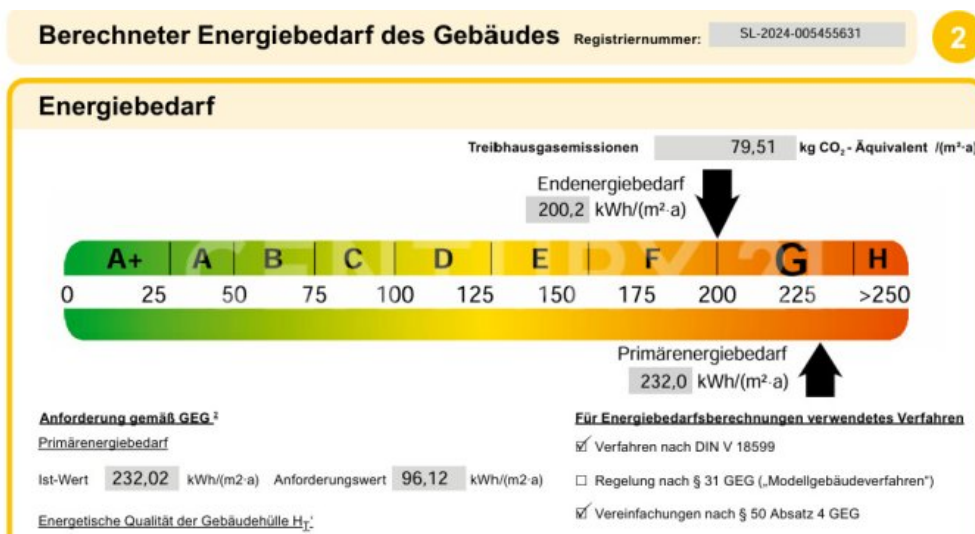 Berechneter Energiebedarf des Gebäudes Registriernummer: SL-2024-005455631 2
Energiebedarf
Treibhausgasemissionen 79,51 kg CO₂ - Äquivalent /(m²·a)
Endenergiebedarf
200,2 kWh/(m²·a)
CENTURY 21
A+ A B C D E F G H
0 25 50 75 100 125 150 175 200 225 >250
Primärenergiebedarf
232,0 kWh/(m²·a)
Anforderung gemäß GEG ²
Primärenergiebedarf
Ist-Wert 232,02 kWh/(m2·a) Anforderungswert 96,12 kWh/(m2·a)
Energetische Qualität der Gebäudehülle H_T'
Für Energiebedarfsberechnungen verwendetes Verfahren
☑ Verfahren nach DIN V 18599
☐ Regelung nach § 31 GEG („Modellgebäudeverfahren")
☑ Vereinfachungen nach § 50 Absatz 4 GEG